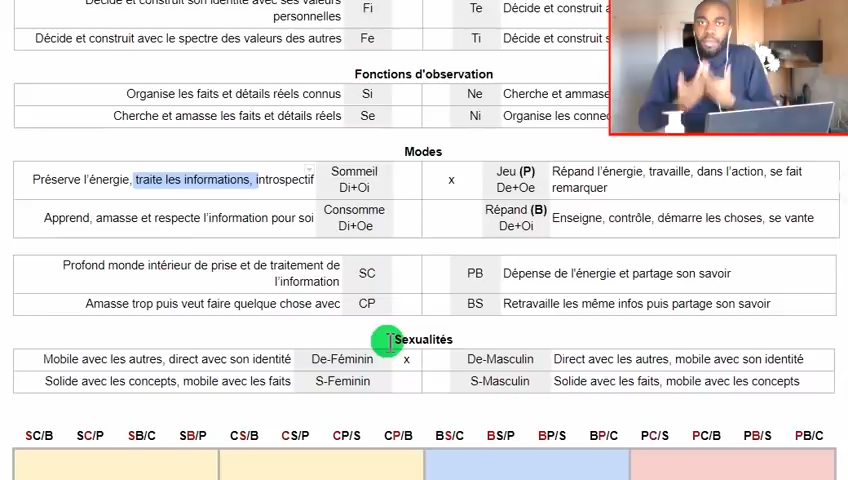 Décide et construit son identité avec ses valeurs personnelles Fi Te Décide et construit
Décide et construit avec le spectre des valeurs des autres Fe Ti Décide et construit
Fonctions d'observation
Organise les faits et détails réels connus Si Ne Cherche et ammasse
Cherche et amasse les faits et détails réels Se Ni Organise les
Modes
Préserve l'énergie, traite les informations, introspectif Sommeil Di+Oi x Jeu (P) De+Oe Répand l'énergie, travaille, dans l'action, se fait remarquer
Apprend, amasse et respecte l'information pour soi Consomme Di+Oe Répand (B) De+Oi Enseigne, contrôle, démarre les choses, se vante
Profond monde intérieur de prise et de traitement de l'information SC PB Dépense de l'énergie et partage son savoir
Amasse trop puis veut faire quelque chose avec CP BS Retravaille les même infos puis partage son savoir
Sexualités
Mobile avec les autres, direct avec son identité De-Féminin x De-Masculin Direct avec les autres, mobile avec son identité
Solide avec les concepts, mobile avec les faits S-Feminin S-Masculin Solide avec les faits, mobile avec les concepts
SC/B SC/P SB/C SB/P CS/B CS/P CP/S CP/B BS/C BS/P BP/S BP/C PC/S PC/B PB/S PB/C